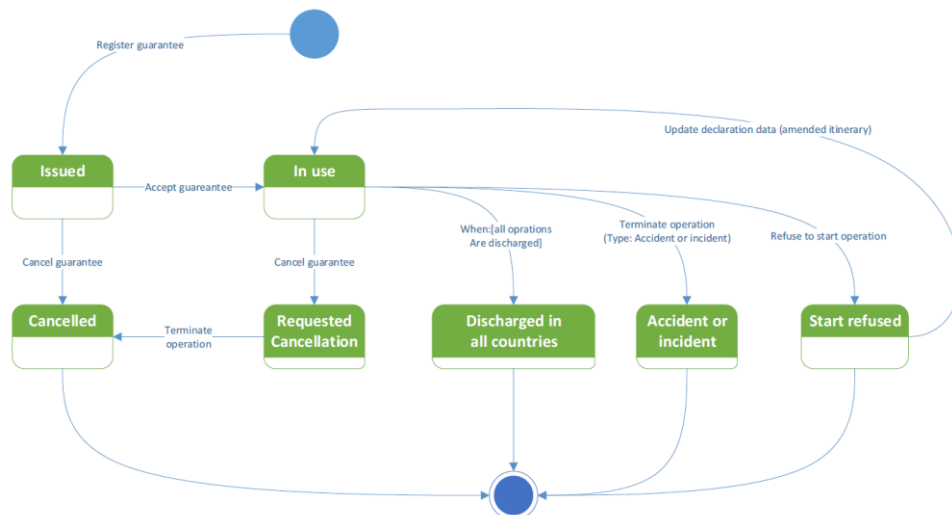 Register guarantee
Update declaration data (amended itinerary)
Issued
In use
Accept guareantee
When:[all oprations
Are discharged]
Terminate operation
(Type: Accident or incident)
Refuse to start operation
Cancel guarantee
Cancel guarantee
Cancelled
Terminate
operation
Requested
Cancellation
Discharged in
all countries
Accident or
incident
Start refused